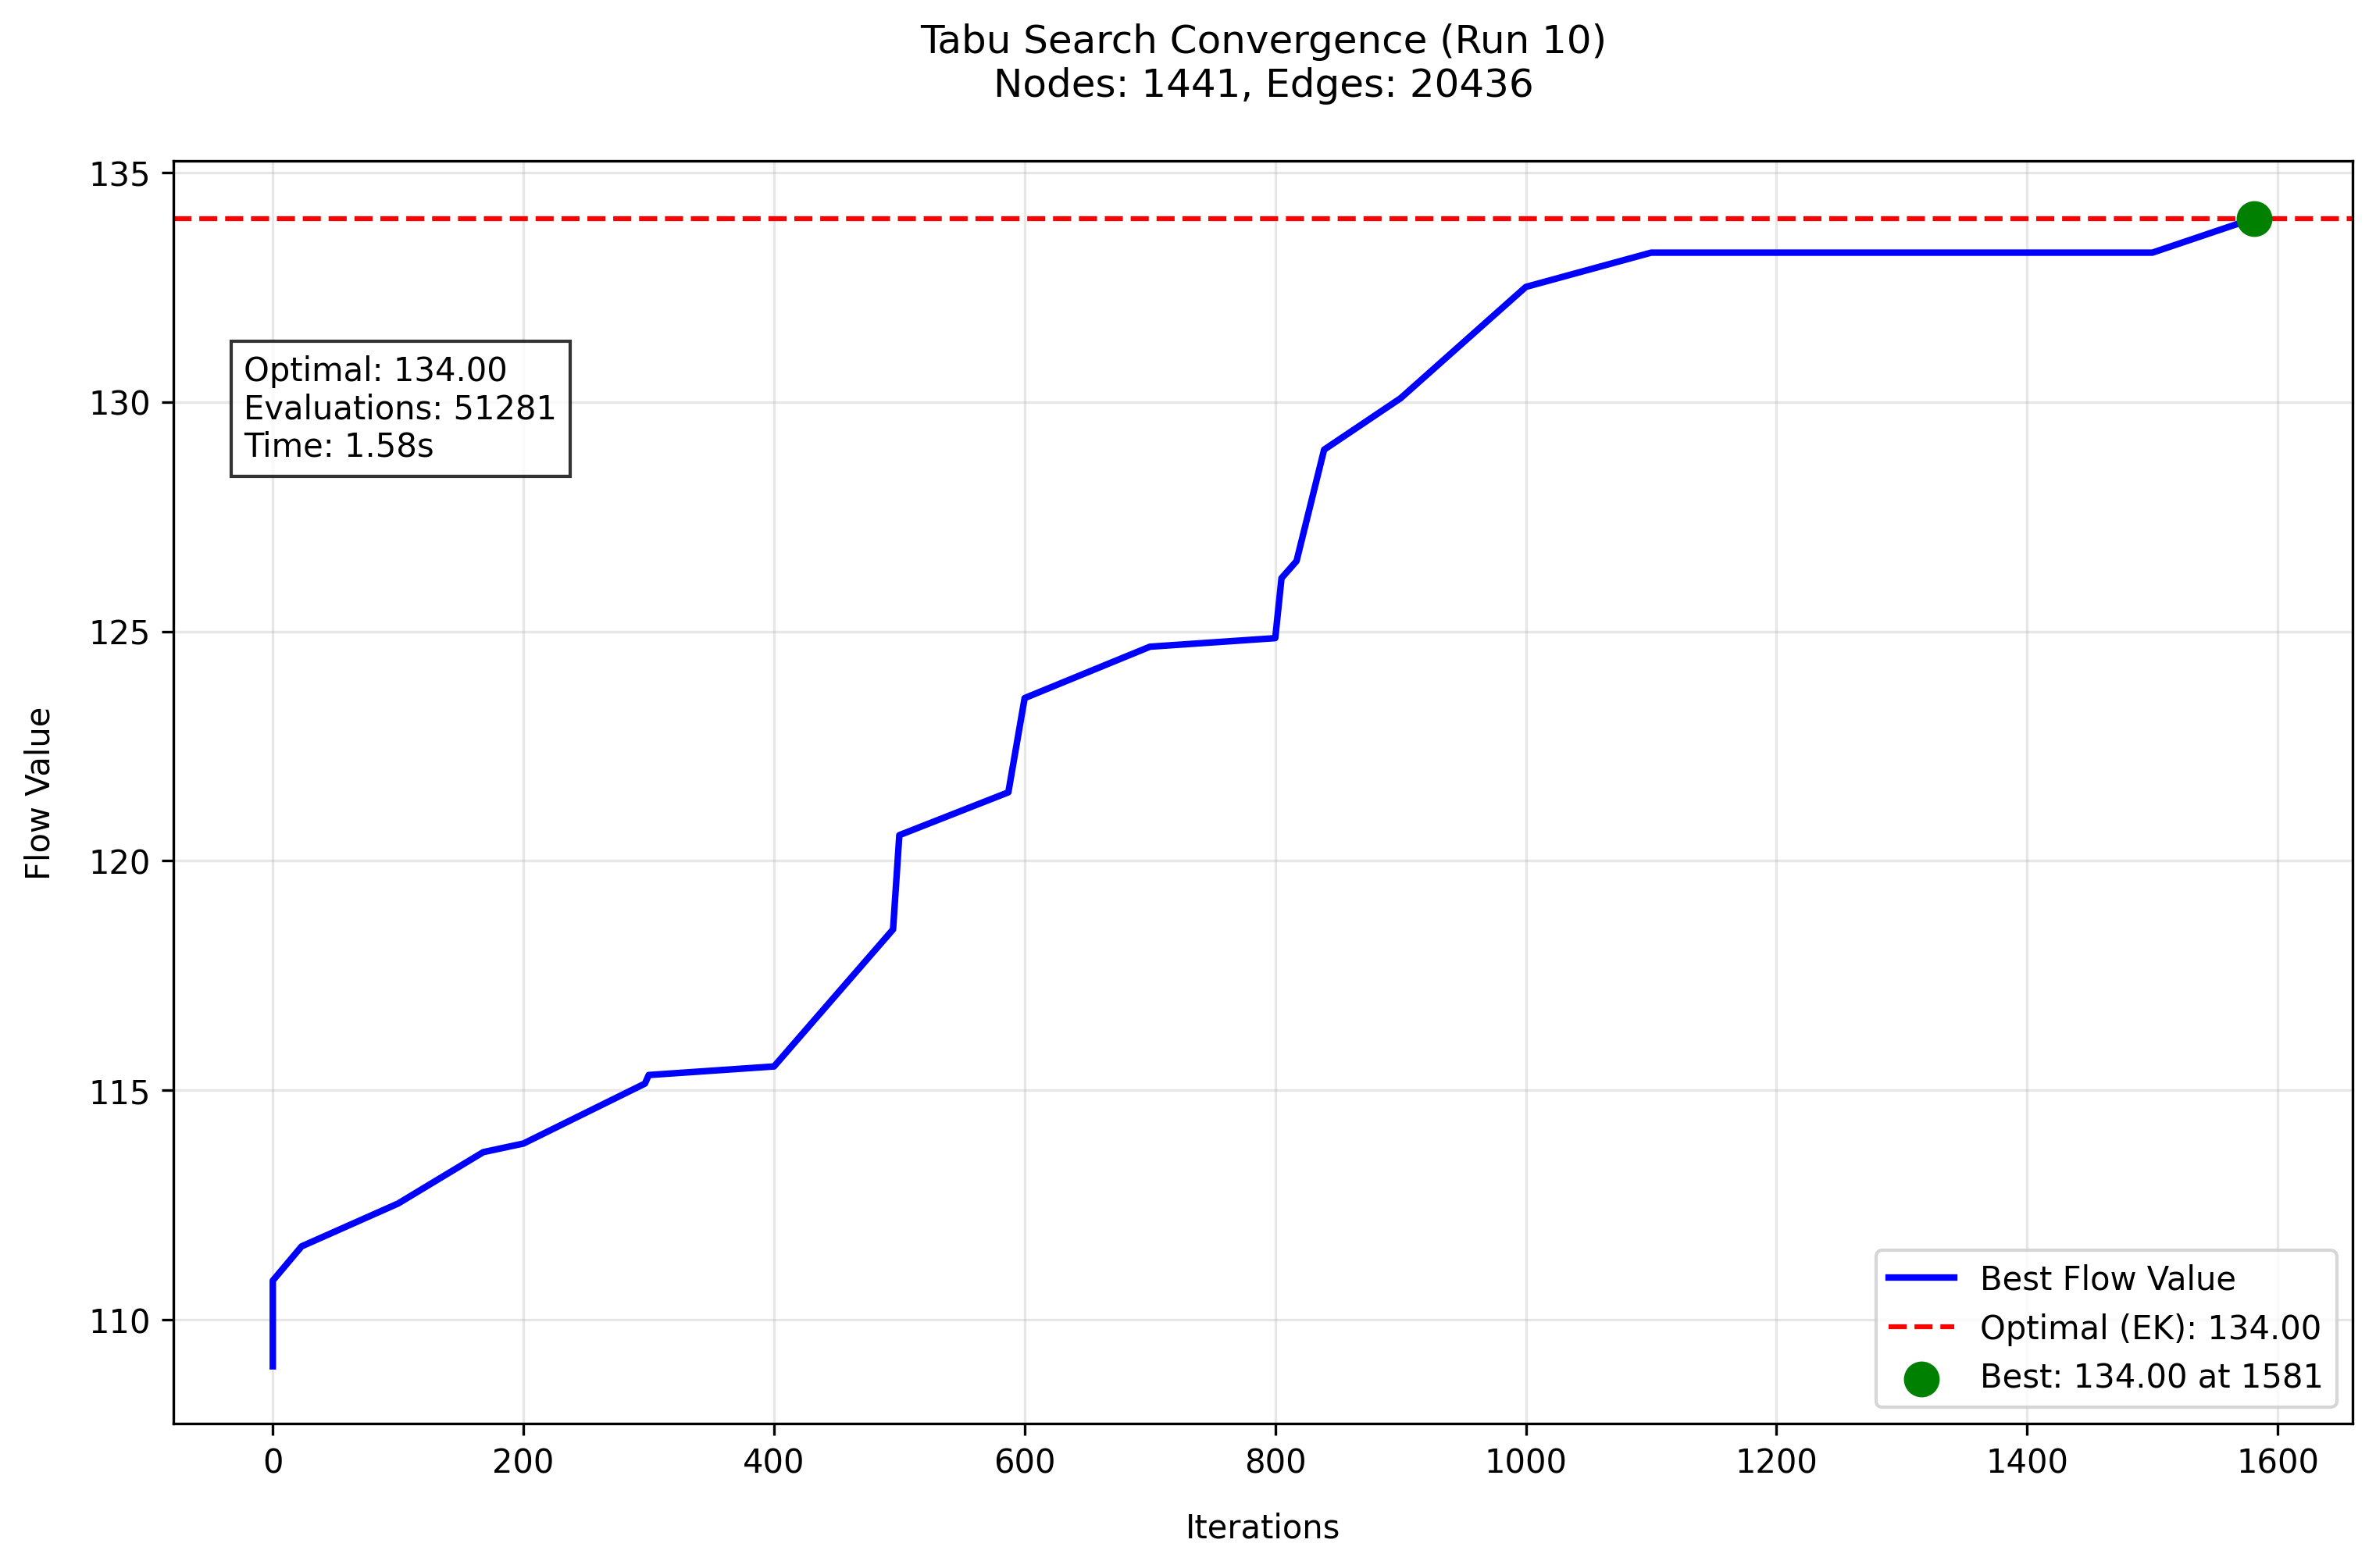 Tabu Search Convergence (Run 10)
Nodes: 1441, Edges: 20436
135
130
125
120
115
110
Flow Value
Optimal: 134.00
Evaluations: 51281
Time: 1.58s
Best Flow Value
Optimal (EK): 134.00
Best: 134.00 at 1581
0 200 400 600 800 1000 1200 1400 1600
Iterations